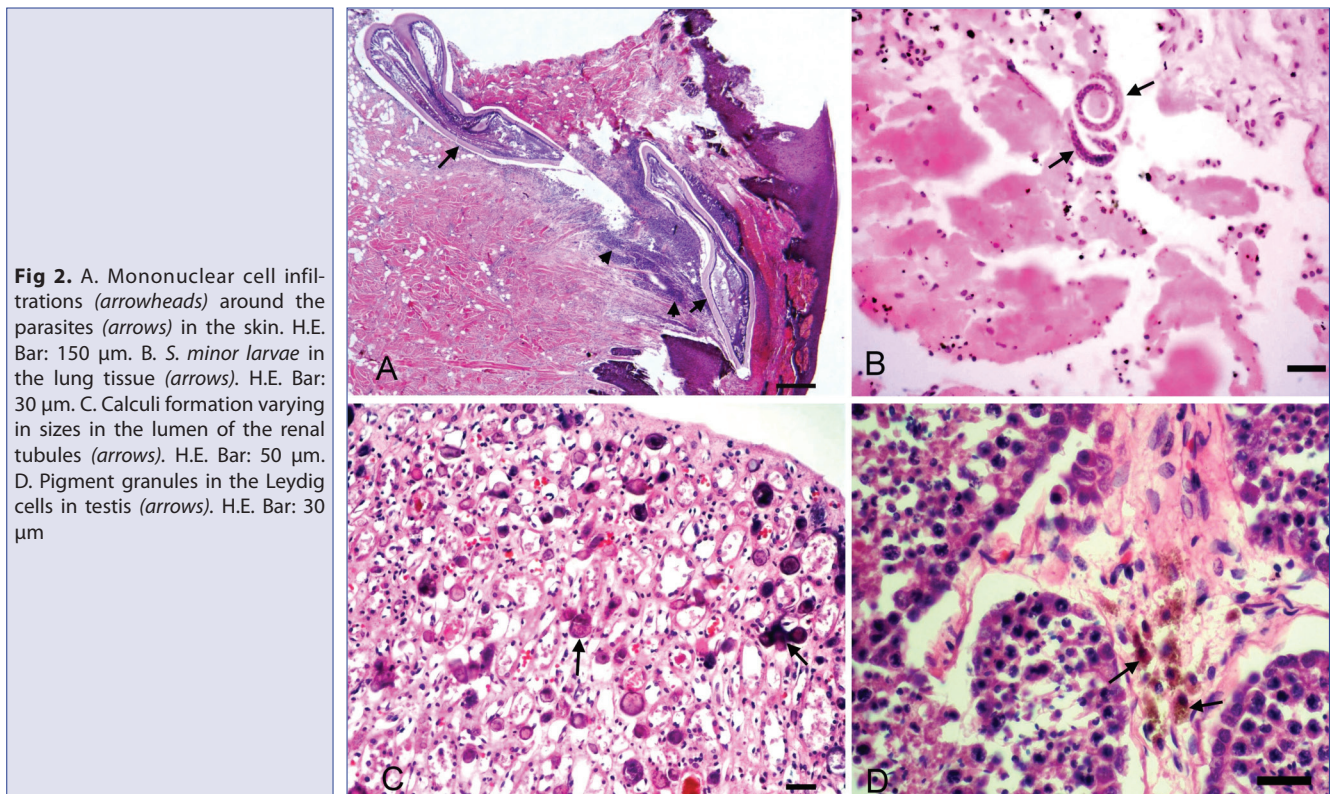 Fig 2. A. Mononuclear cell infil-
trations (arrowheads) around the
parasites (arrows) in the skin. H.E.
Bar: 150 µm. B. S. minor larvae in
the lung tissue (arrows). H.E. Bar:
30 µm. C. Calculi formation varying
in sizes in the lumen of the renal
tubules (arrows). H.E. Bar: 50 µm.
D. Pigment granules in the Leydig
cells in testis (arrows). H.E. Bar: 30
µm
A
B
C
D